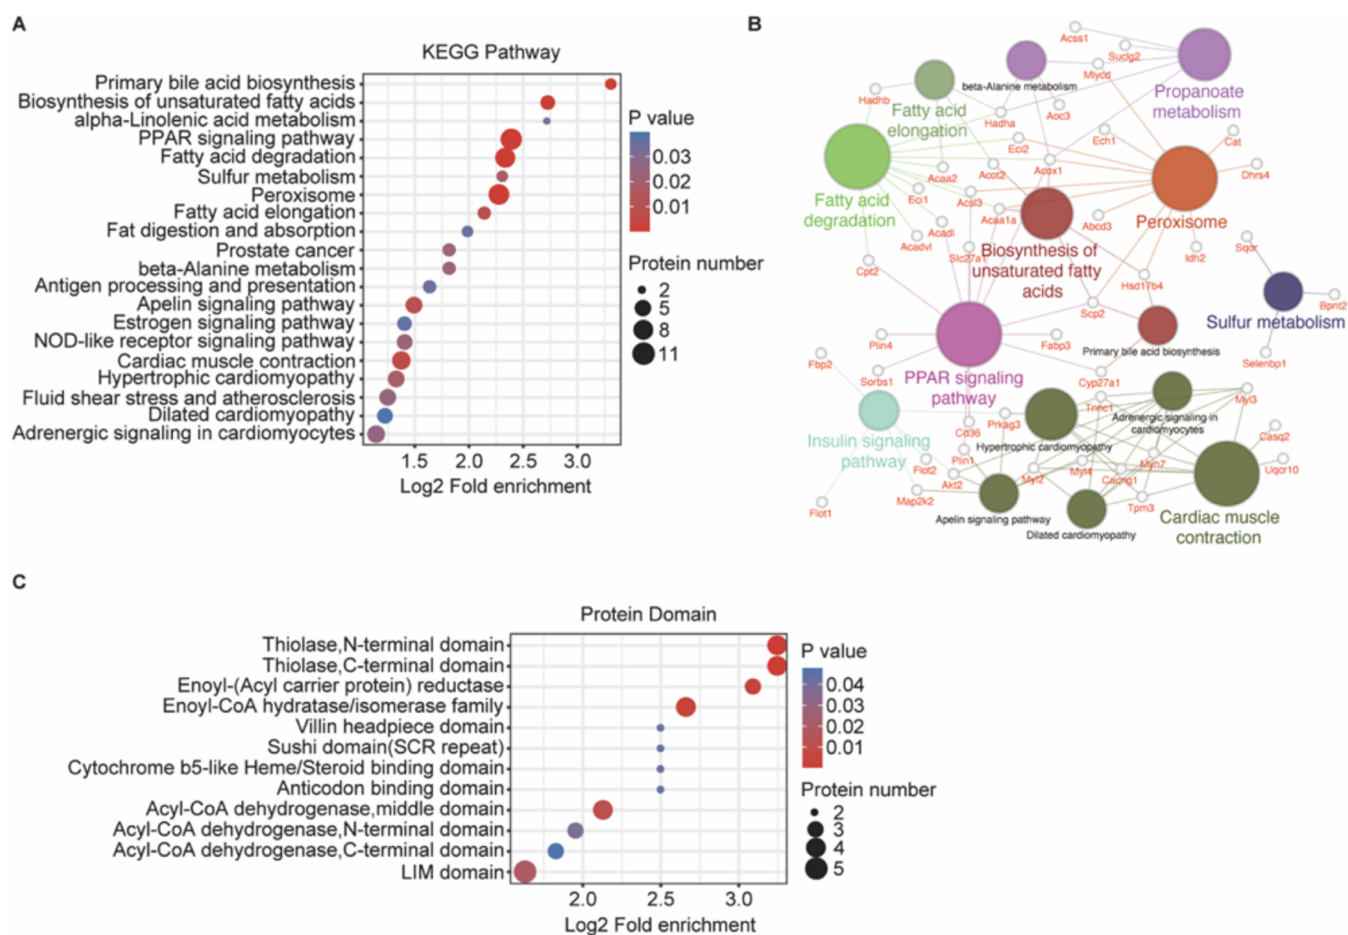 A
KEGG Pathway
Primary bile acid biosynthesis
Biosynthesis of unsaturated fatty acids
alpha-Linolenic acid metabolism
PPAR signaling pathway
Fatty acid degradation
Sulfur metabolism
Peroxisome
Fatty acid elongation
Fat digestion and absorption
Prostate cancer
beta-Alanine metabolism
Antigen processing and presentation
Apelin signaling pathway
Estrogen signaling pathway
NOD-like receptor signaling pathway
Cardiac muscle contraction
Hypertrophic cardiomyopathy
Fluid shear stress and atherosclerosis
Dilated cardiomyopathy
Adrenergic signaling in cardiomyocytes
1.5 2.0 2.5 3.0
Log2 Fold enrichment
P value
0.03
0.02
0.01
Protein number
2
5
8
11
B
Acss1
Suclg2
Mlycd
beta-Alanine metabolism
Propanoate
metabolism
Hadhb
Fatty acid
elongation
Hadha
Aoc3
Eci2
Ech1
Cat
Dhrs4
Acaa2
Acot2
Acox1
Fatty acid
degradation
Eci1
Acsl3
Acaa1a
Abcd3
Peroxisome
Acadl
Acadvl
Slc27a1
Biosynthesis of
unsaturated fatty
acids
Idh2
Sqor
Cpt2
Hsd17b4
Scp2
Bpnt2
Sulfur metabolism
Plin4
Fabp3
Primary bile acid biosynthesis
Selenbp1
Fbp2
Sorbs1
PPAR signaling
pathway
Cyp27a1
Tnnc1
Adrenergic signaling in
cardiomyocytes
Myl3
Insulin signaling
pathway
Cd36
Prkag3
Hypertrophic cardiomyopathy
Casq2
Flot2
Plin1
Akt2
Myl2
Myl4
Myh7
Cacng1
Uqcr10
Map2k2
Flot1
Tpm3
Apelin signaling pathway
Dilated cardiomyopathy
Cardiac muscle
contraction
C
Protein Domain
Thiolase,N-terminal domain
Thiolase,C-terminal domain
Enoyl-(Acyl carrier protein) reductase
Enoyl-CoA hydratase/isomerase family
Villin headpiece domain
Sushi domain(SCR repeat)
Cytochrome b5-like Heme/Steroid binding domain
Anticodon binding domain
Acyl-CoA dehydrogenase,middle domain
Acyl-CoA dehydrogenase,N-terminal domain
Acyl-CoA dehydrogenase,C-terminal domain
LIM domain
2.0 2.5 3.0
Log2 Fold enrichment
P value
0.04
0.03
0.02
0.01
Protein number
2
3
4
5